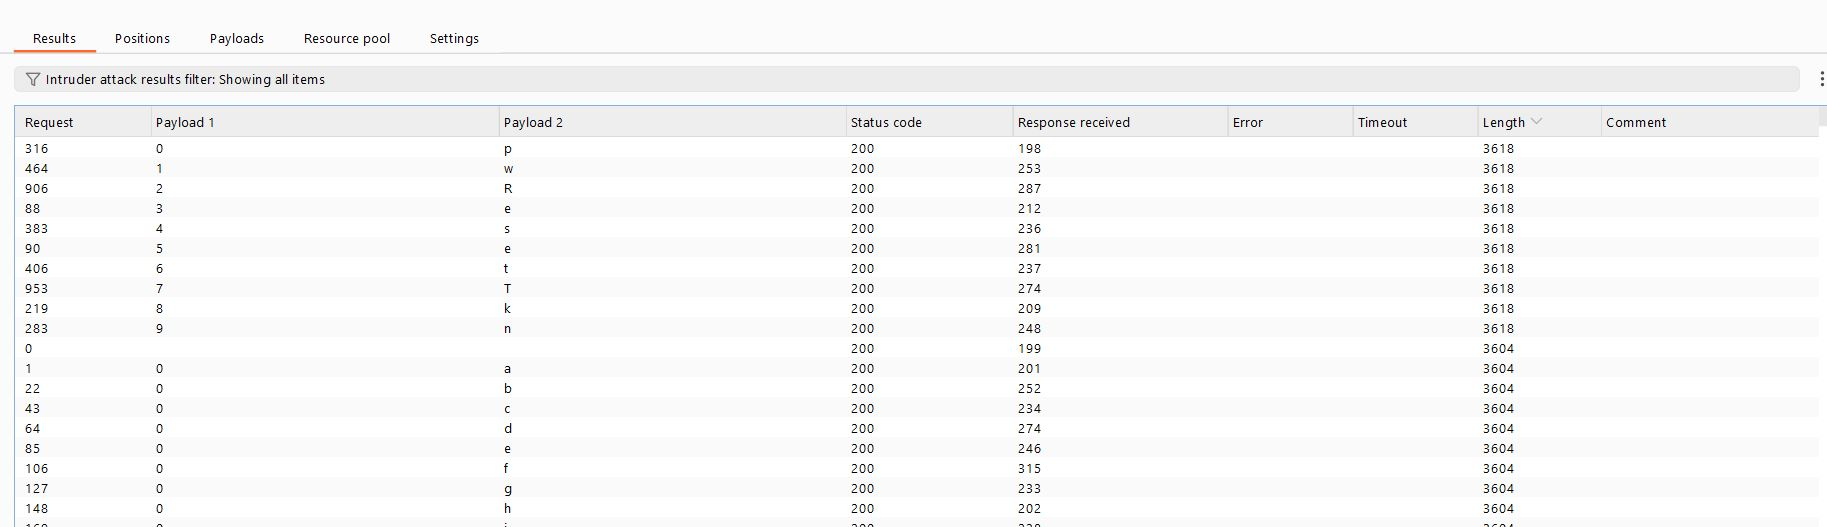 Results Positions Payloads Resource pool Settings
Intruder attack results filter: Showing all items
Request Payload 1 Payload 2 Status code Response received Error Timeout Length Comment
316 0 p 200 198 3618
464 1 w 200 253 3618
906 2 R 200 287 3618
88 3 e 200 212 3618
383 4 s 200 236 3618
90 5 e 200 281 3618
406 6 t 200 237 3618
953 7 T 200 274 3618
219 8 k 200 209 3618
283 9 n 200 248 3618
0 200 199 3604
1 0 a 200 201 3604
22 0 b 200 252 3604
43 0 c 200 234 3604
64 0 d 200 274 3604
85 0 e 200 246 3604
106 0 f 200 315 3604
127 0 g 200 233 3604
148 0 h 200 202 3604